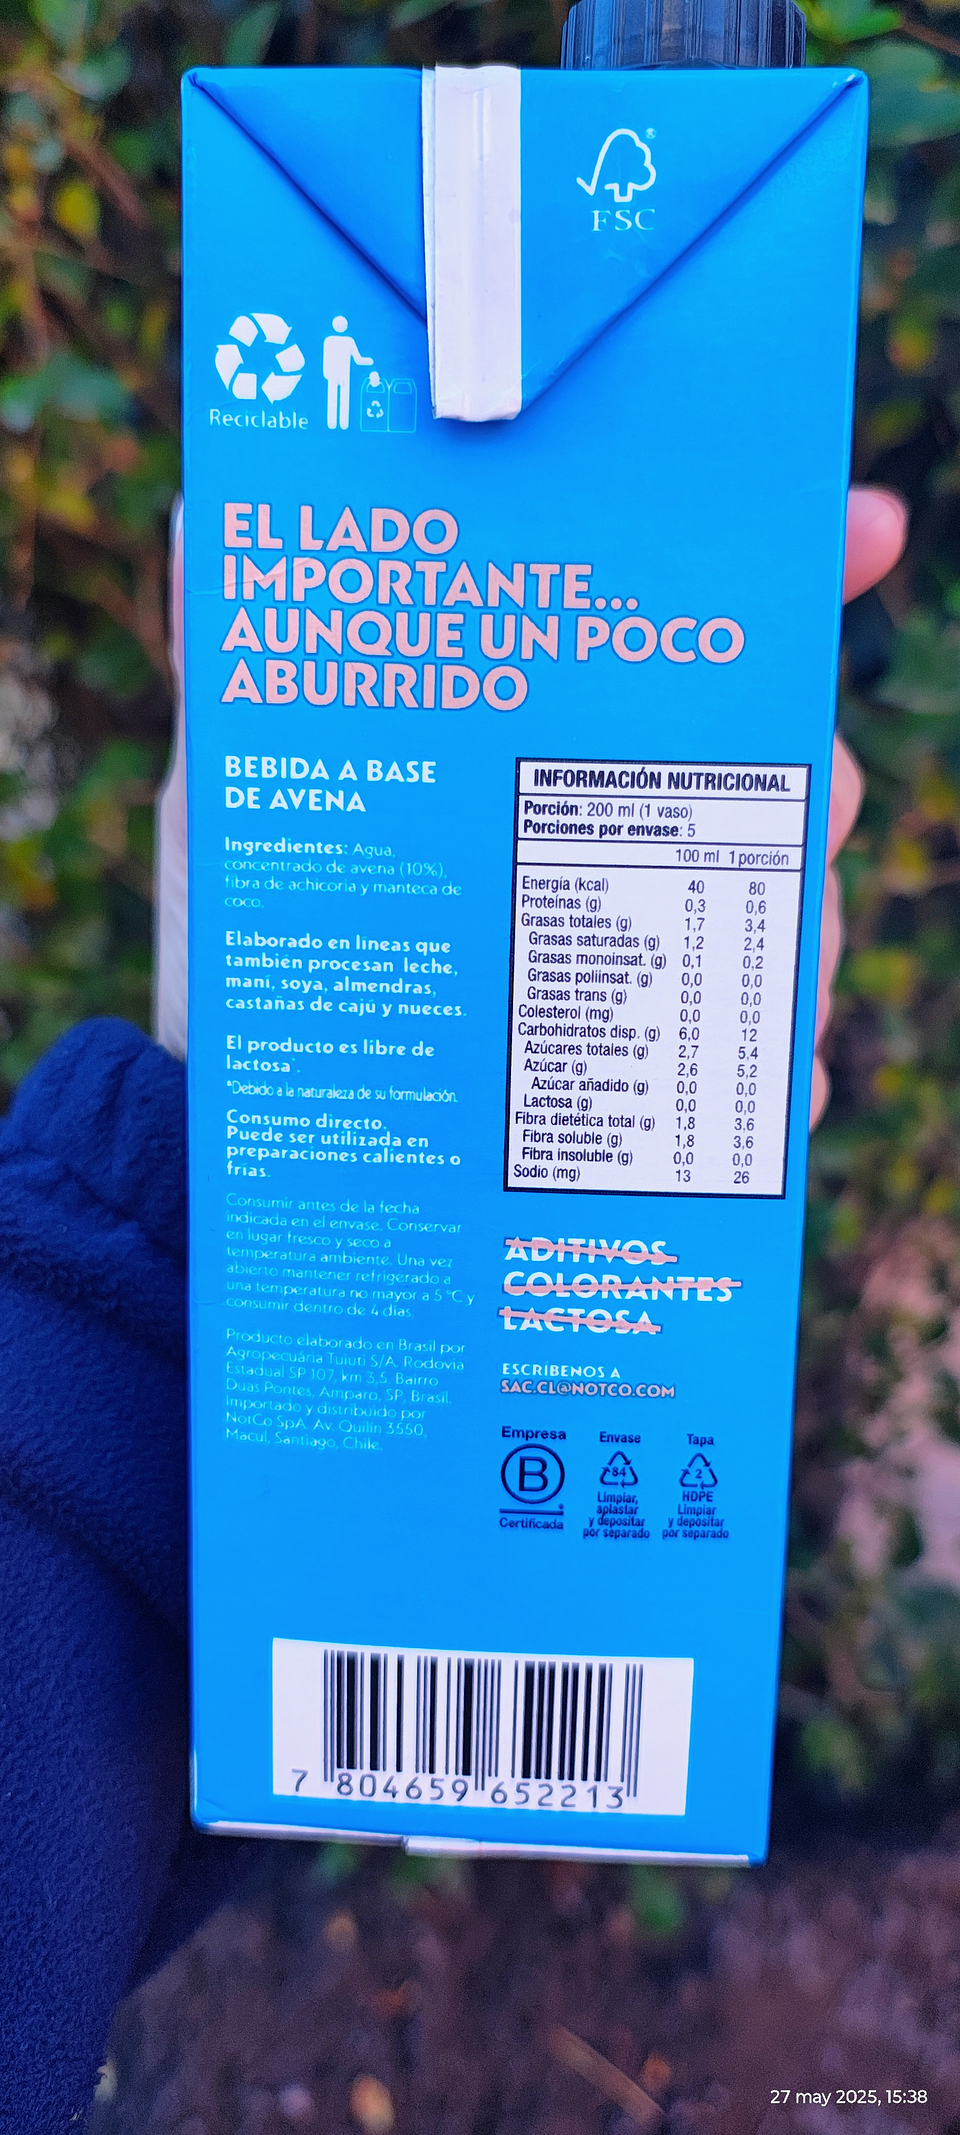 FSC
Reciclable
EL LADO
IMPORTANTE...
AUNQUE UN POCO
ABURRIDO
BEBIDA A BASE
DE AVENA
Ingredientes: Agua,
concentrado de avena (10%),
fibra de achicoria y manteca de
coco.
Elaborado en líneas que
también procesan leche,
maní, soya, almendras,
castañas de cajú y nueces.
El producto es libre de
lactosa*.
*Debido a la naturaleza de su formulación.
Consumo directo.
Puede ser utilizada en
preparaciones calientes o
frías.
Consumir antes de la fecha
indicada en el envase. Conservar
en lugar fresco y seco a
temperatura ambiente. Una vez
abierto mantener refrigerado a
una temperatura no mayor a 5 °C y
consumir dentro de 4 días.
Producto elaborado en Brasil por
Agropecuária Tuiuti S/A. Rodovia
Estadual SP 107, km 3,5, Bairro
Duas Pontes, Amparo, SP, Brasil.
Importado y distribuido por
NotCo SpA. Av. Quilín 3550,
Macul, Santiago, Chile.
INFORMACIÓN NUTRICIONAL
Porción: 200 ml (1 vaso)
Porciones por envase: 5
100 ml 1 porción
Energía (kcal) 40 80
Proteínas (g) 0,3 0,6
Grasas totales (g) 1,7 3,4
Grasas saturadas (g) 1,2 2,4
Grasas monoinsat. (g) 0,1 0,2
Grasas poliinsat. (g) 0,0 0,0
Grasas trans (g) 0,0 0,0
Colesterol (mg) 0,0 0,0
Carbohidratos disp. (g) 6,0 12
Azúcares totales (g) 2,7 5,4
Azúcar (g) 2,6 5,2
Azúcar añadido (g) 0,0 0,0
Lactosa (g) 0,0 0,0
Fibra dietética total (g) 1,8 3,6
Fibra soluble (g) 1,8 3,6
Fibra insoluble (g) 0,0 0,0
Sodio (mg) 13 26
ADITIVOS
COLORANTES
LACTOSA
ESCRÍBENOS A
SAC.CL@NOTCO.COM
Empresa
B
Certificada
Envase
84
Limpiar,
aplastar
y depositar
por separado
Tapa
2
HDPE
Limpiar
y depositar
por separado
7 804659 652213
27 may 2025, 15:38